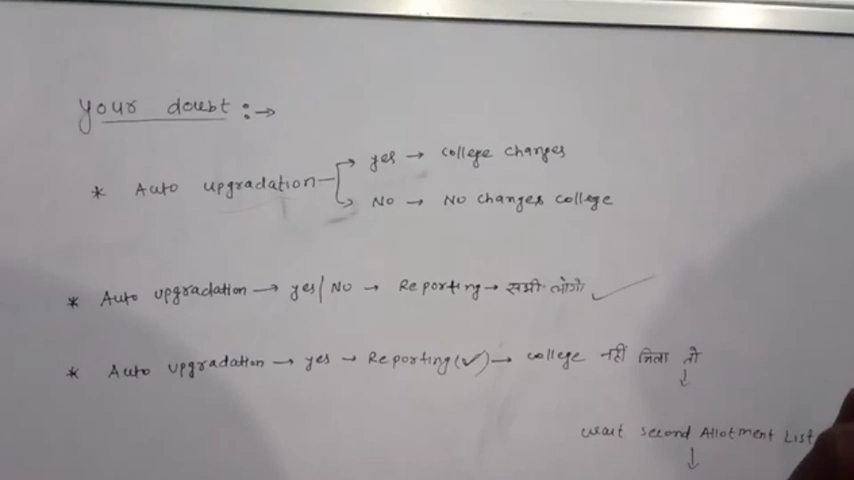 your doubt :→
* Auto upgradation → yes → college changes
→ No → No changes college
* Auto upgradation → yes/No → Reporting → सभी लोगो ✓
* Auto upgradation → yes → Reporting(✓) → college नहीं मिला तो
↓
wait second Allotment List
↓